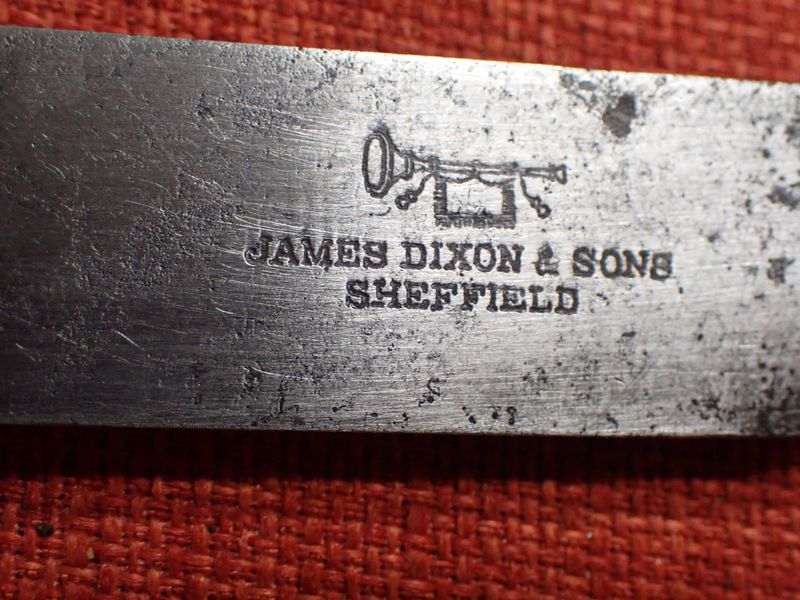 JAMES DIXON & SONS
SHEFFIELD
S